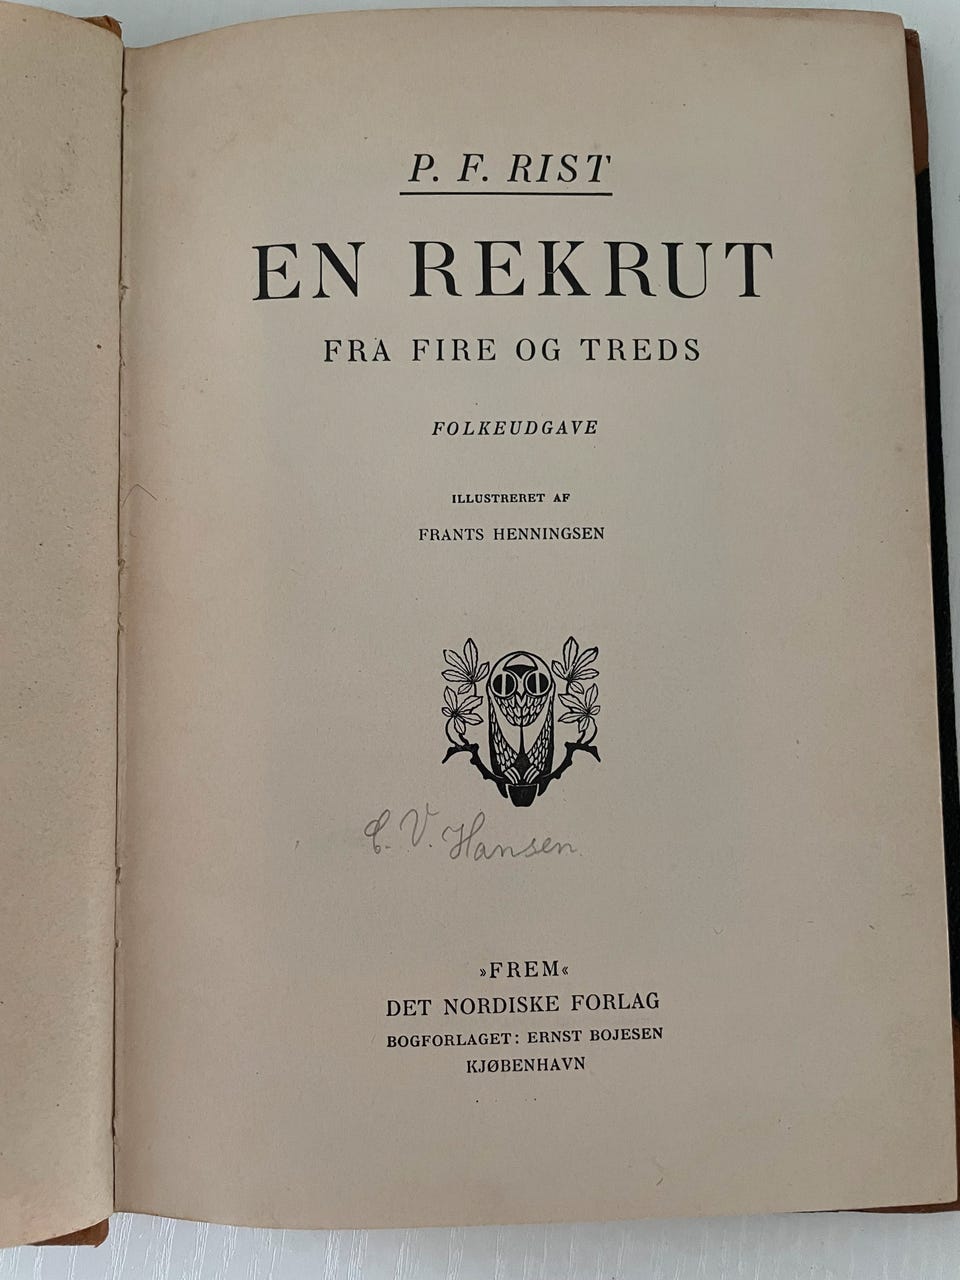 P. F. RIST
EN REKRUT
FRA FIRE OG TREDS
FOLKEUDGAVE
ILLUSTRERET AF
FRANTS HENNINGSEN
C. V. Hansen.
»FREM«
DET NORDISKE FORLAG
BOGFORLAGET: ERNST BOJESEN
KJØBENHAVN